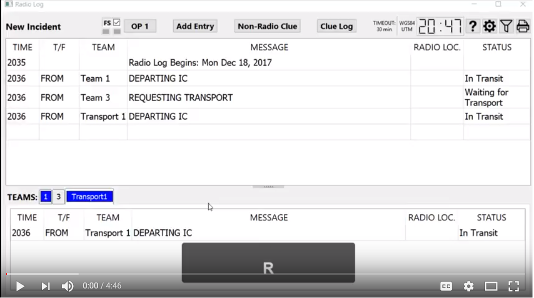 Radio Log
New Incident FS OP 1 Add Entry Non-Radio Clue Clue Log TIMEOUT: 30 min WGS84 UTM 20:47 ?
TIME T/F TEAM MESSAGE RADIO LOC. STATUS
2035 Radio Log Begins: Mon Dec 18, 2017
2036 FROM Team 1 DEPARTING IC In Transit
2036 FROM Team 3 REQUESTING TRANSPORT Waiting for Transport
2036 FROM Transport 1 DEPARTING IC In Transit
TEAMS: 1 3 Transport1
TIME T/F TEAM MESSAGE RADIO LOC. STATUS
2036 FROM Transport 1 DEPARTING IC In Transit
R
0:00 / 4:46 CC